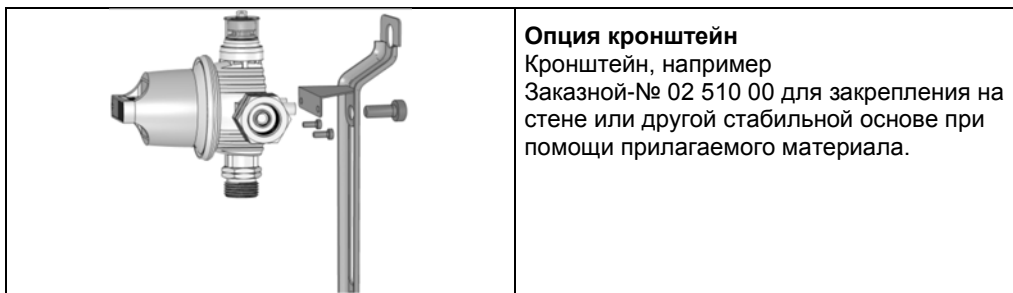 Опция кронштейн
Кронштейн, например
Заказной-№ 02 510 00 для закрепления на
стене или другой стабильной основе при
помощи прилагаемого материала.